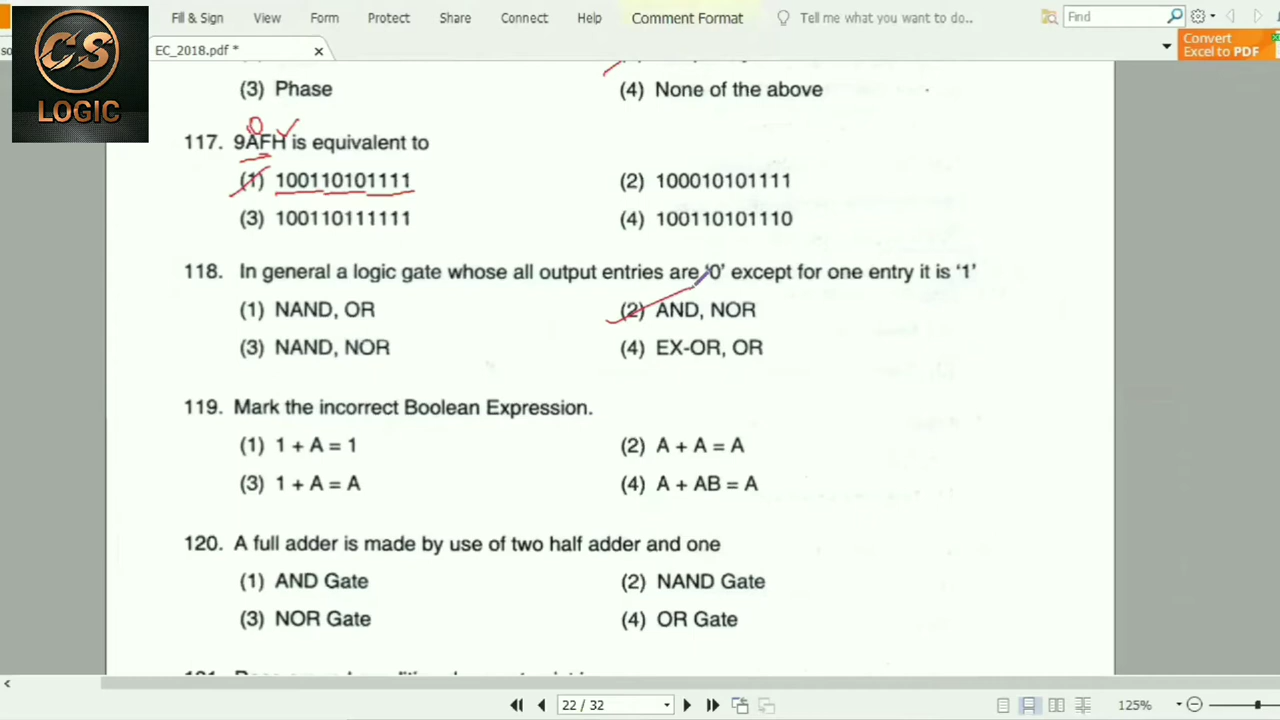 Fill & Sign View Form Protect Share Connect Help Comment Format Tell me what you want to do.. Find
CS LOGIC
EC_2018.pdf *
Convert Excel to PDF
(3) Phase (4) None of the above
117. 9AFH is equivalent to
(1) 100110101111 (2) 100010101111
(3) 100110111111 (4) 100110101110
118. In general a logic gate whose all output entries are '0' except for one entry it is '1'
(1) NAND, OR (2) AND, NOR
(3) NAND, NOR (4) EX-OR, OR
119. Mark the incorrect Boolean Expression.
(1) 1 + A = 1 (2) A + A = A
(3) 1 + A = A (4) A + AB = A
120. A full adder is made by use of two half adder and one
(1) AND Gate (2) NAND Gate
(3) NOR Gate (4) OR Gate
22 / 32 125%